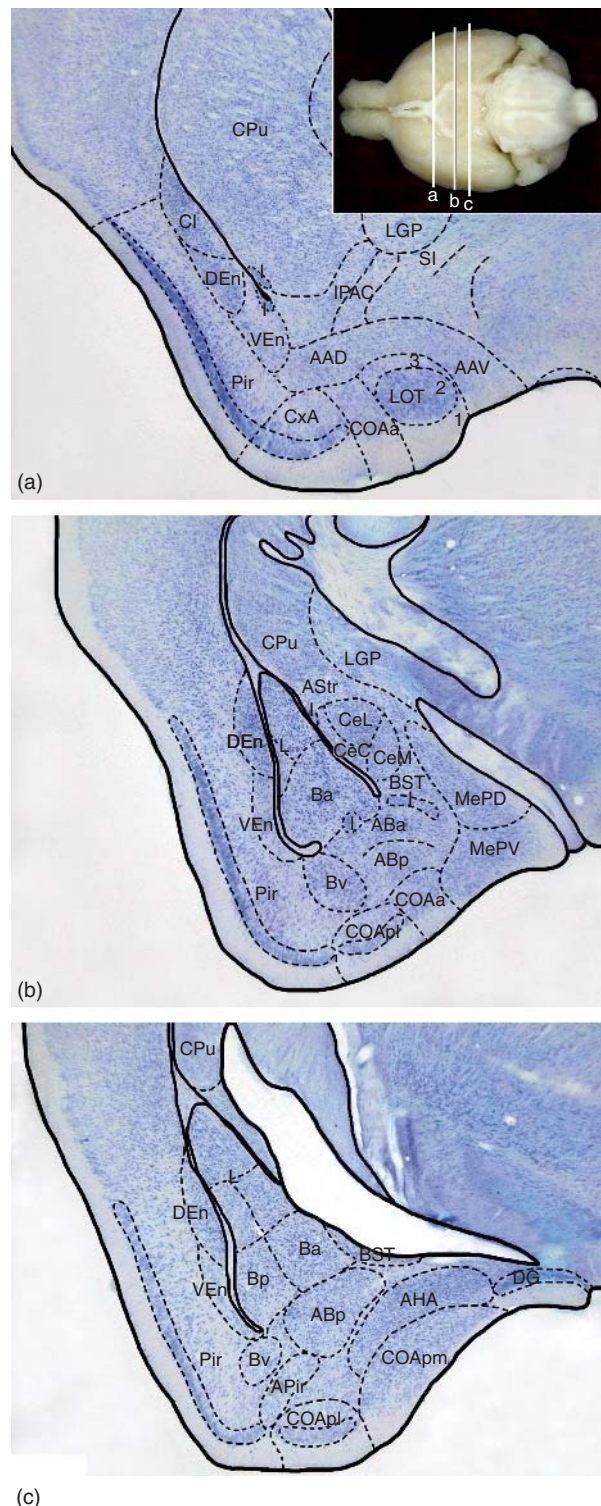 CPu
a b c
Cl
LGP
SI
DEn
I
IPAC
I
VEn
AAD
3
AAV
Pir
LOT 2
CxA
1
COAa
(a)
CPu
LGP
AStr
I
CeL
DEn
L
CeC
CeM
BST
I
MePD
Ba
VEn
I
ABa
MePV
ABp
Pir
Bv
COAa
COApl
(b)
CPu
L
DEn
Ba
BST
DG
VEn
Bp
AHA
ABp
Pir
Bv
COApm
APir
COApl
(c)